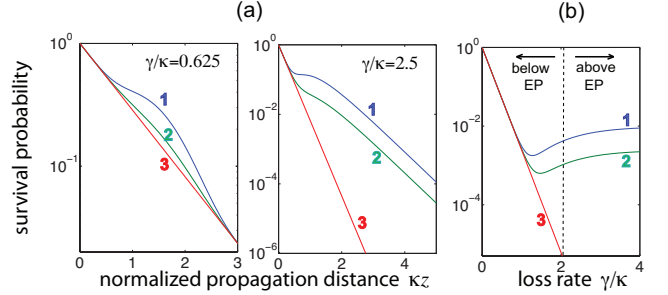 (a)
(b)
survival probability
10^0
10^-1
γ/κ=0.625
1
2
3
0
1
2
3
10^0
10^-2
10^-4
10^-6
γ/κ=2.5
1
2
3
0
2
4
normalized propagation distance κz
10^0
10^-2
10^-4
below
EP
above
EP
1
2
3
0
2
4
loss rate γ/κ